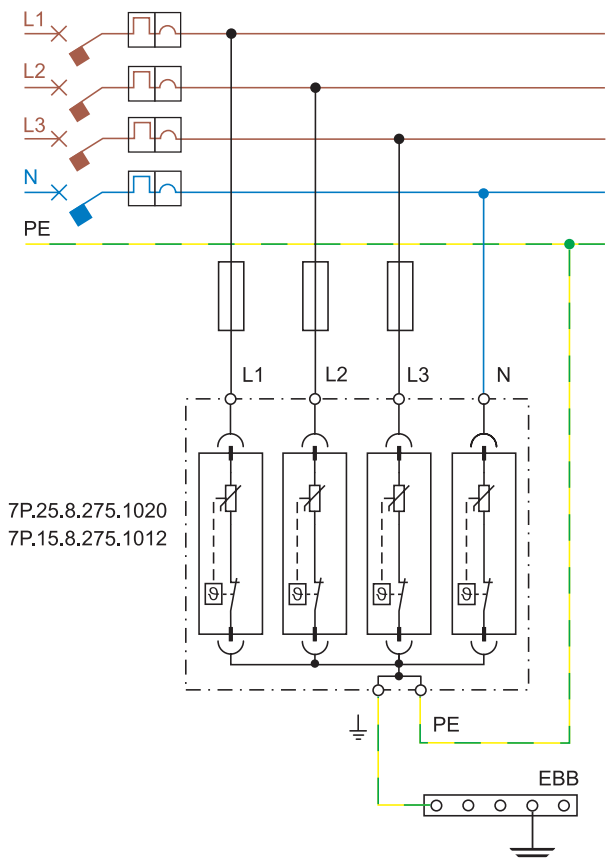 L1
L2
L3
N
PE
L1
L2
L3
N
7P.25.8.275.1020
7P.15.8.275.1012
ϑ
ϑ
ϑ
ϑ
PE
EBB